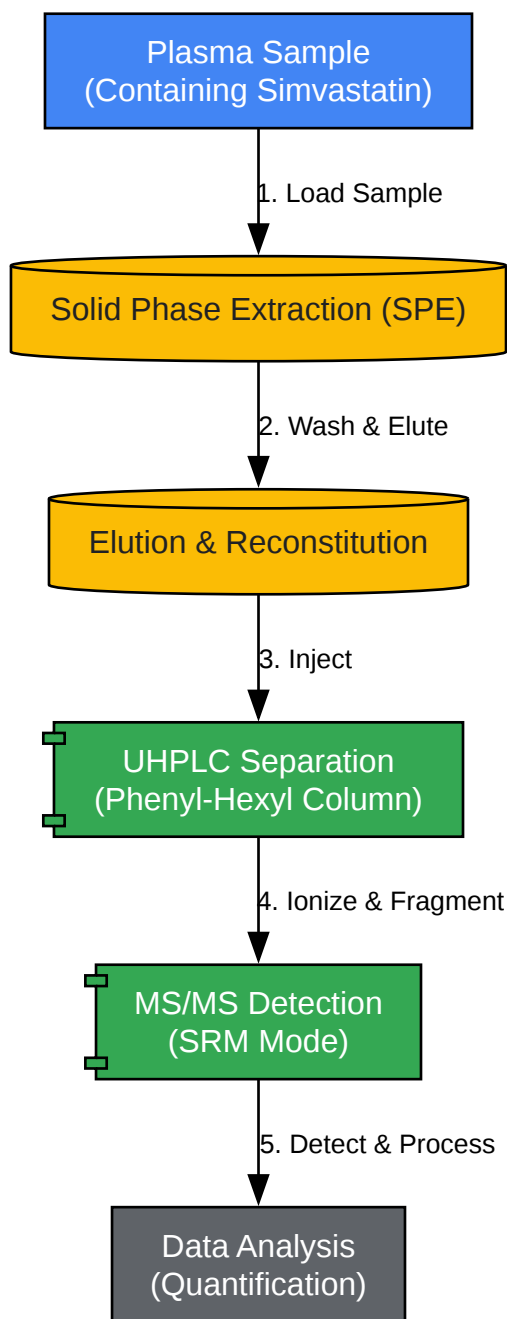 Plasma Sample
(Containing Simvastatin)
1. Load Sample
Solid Phase Extraction (SPE)
2. Wash & Elute
Elution & Reconstitution
3. Inject
UHPLC Separation
(Phenyl-Hexyl Column)
4. Ionize & Fragment
MS/MS Detection
(SRM Mode)
5. Detect & Process
Data Analysis
(Quantification)